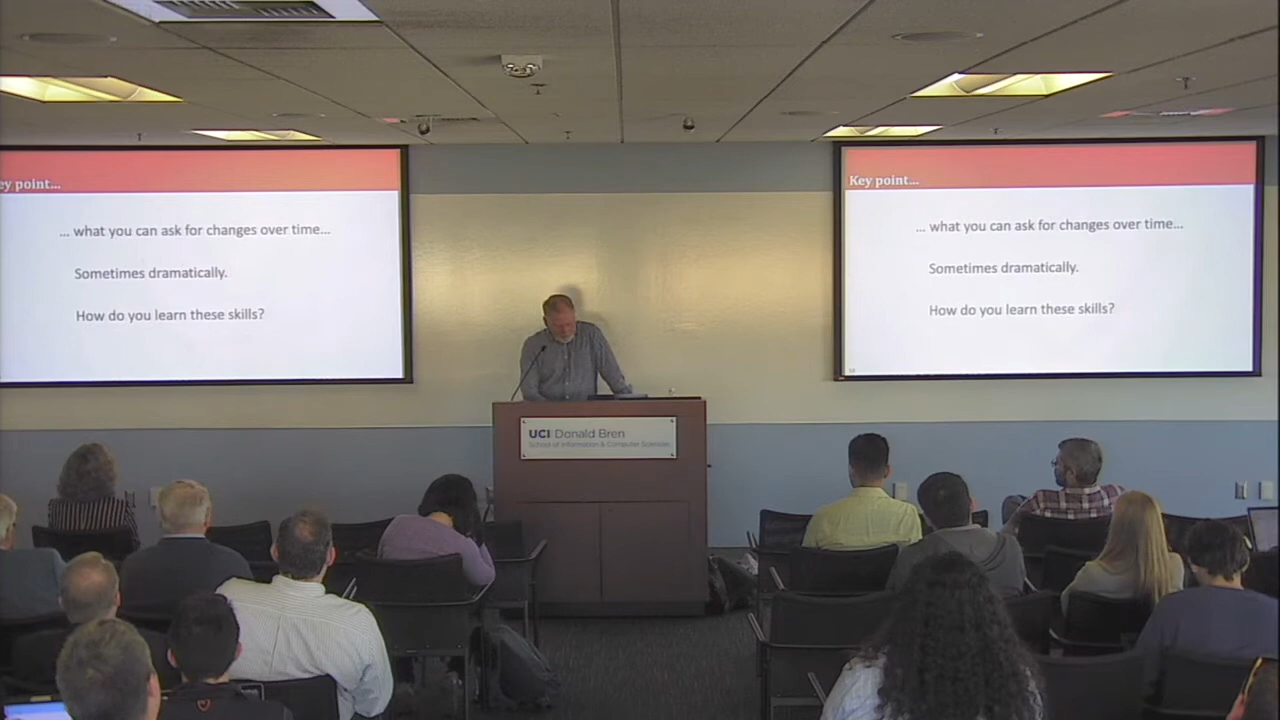 ey point...
... what you can ask for changes over time...
Sometimes dramatically.
How do you learn these skills?
Key point...
... what you can ask for changes over time...
Sometimes dramatically.
How do you learn these skills?
UCI Donald Bren
School of Information & Computer Sciences